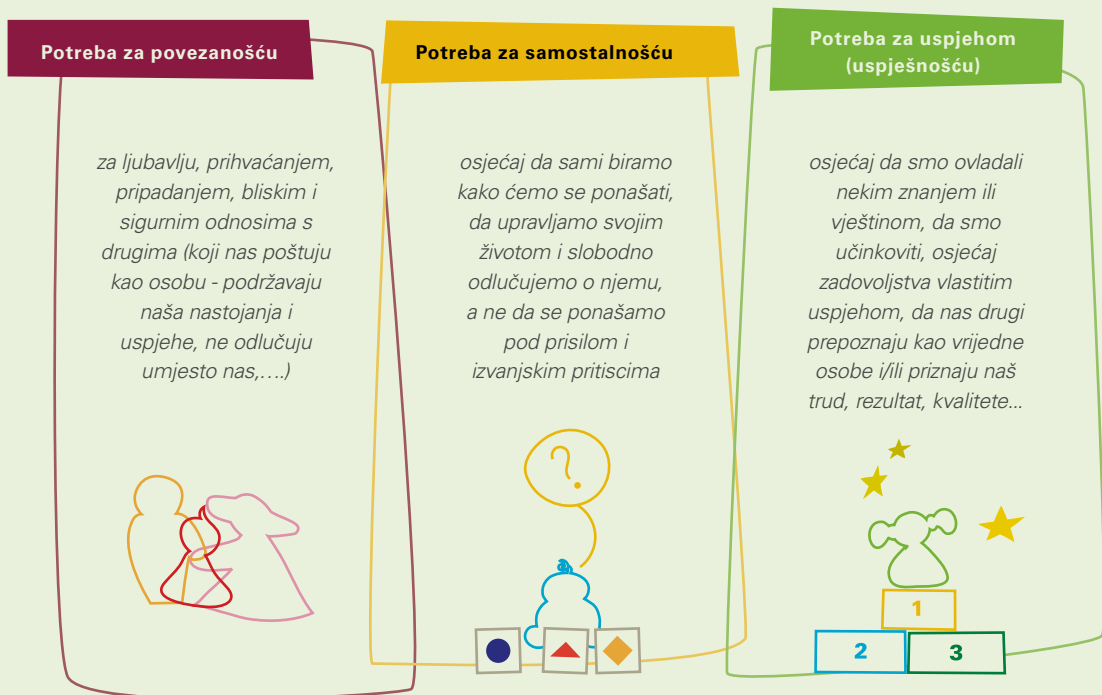 Potreba za povezanošću
za ljubavlju, prihvaćanjem,
pripadanjem, bliskim i
sigurnim odnosima s
drugima (koji nas poštuju
kao osobu - podržavaju
naša nastojanja i
uspjehe, ne odlučuju
umjesto nas,....)
Potreba za samostalnošću
osjećaj da sami biramo
kako ćemo se ponašati,
da upravljamo svojim
životom i slobodno
odlučujemo o njemu,
a ne da se ponašamo
pod prisilom i
izvanjskim pritiscima
?
Potreba za uspjehom
(uspješnošću)
osjećaj da smo ovladali
nekim znanjem ili
vještinom, da smo
učinkoviti, osjećaj
zadovoljstva vlastitim
uspjehom, da nas drugi
prepoznaju kao vrijedne
osobe i/ili priznaju naš
trud, rezultat, kvalitete...
1
2
3